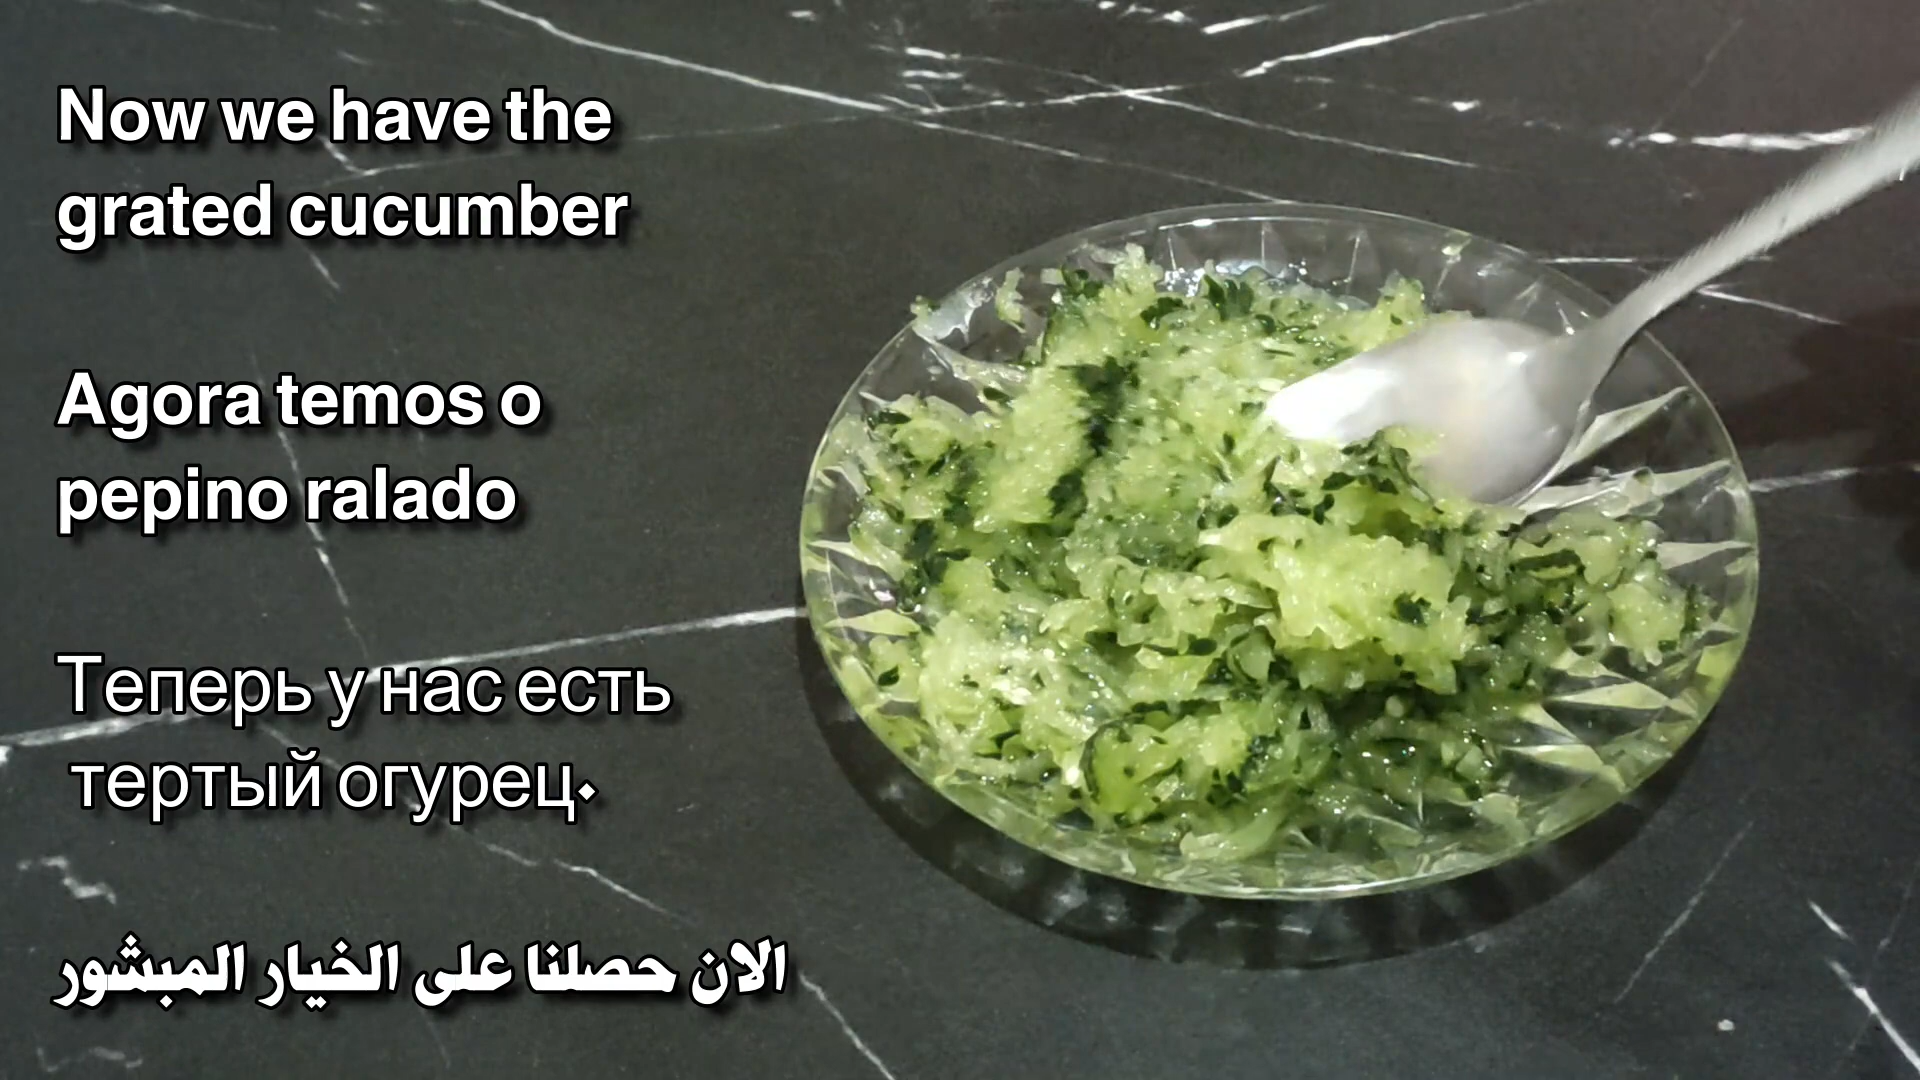 Now we have the
grated cucumber
Agora temos o
pepino ralado
Теперь у нас есть
тертый огурец.
الان حصلنا على الخيار المبشور